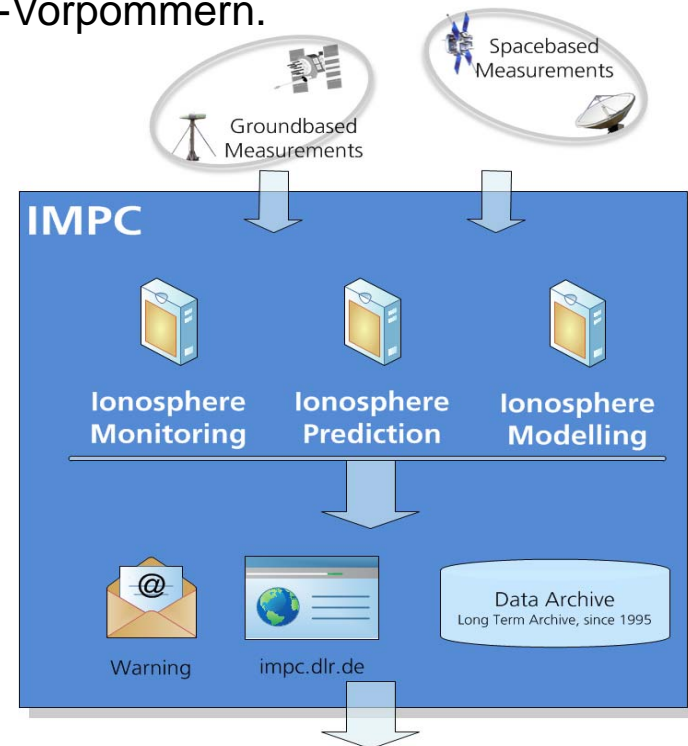 -Vorpommern.
Spacebased
Measurements
Groundbased
Measurements
IMPC
Ionosphere
Monitoring
Ionosphere
Prediction
Ionosphere
Modelling
@
Warning
impc.dlr.de
Data Archive
Long Term Archive, since 1995